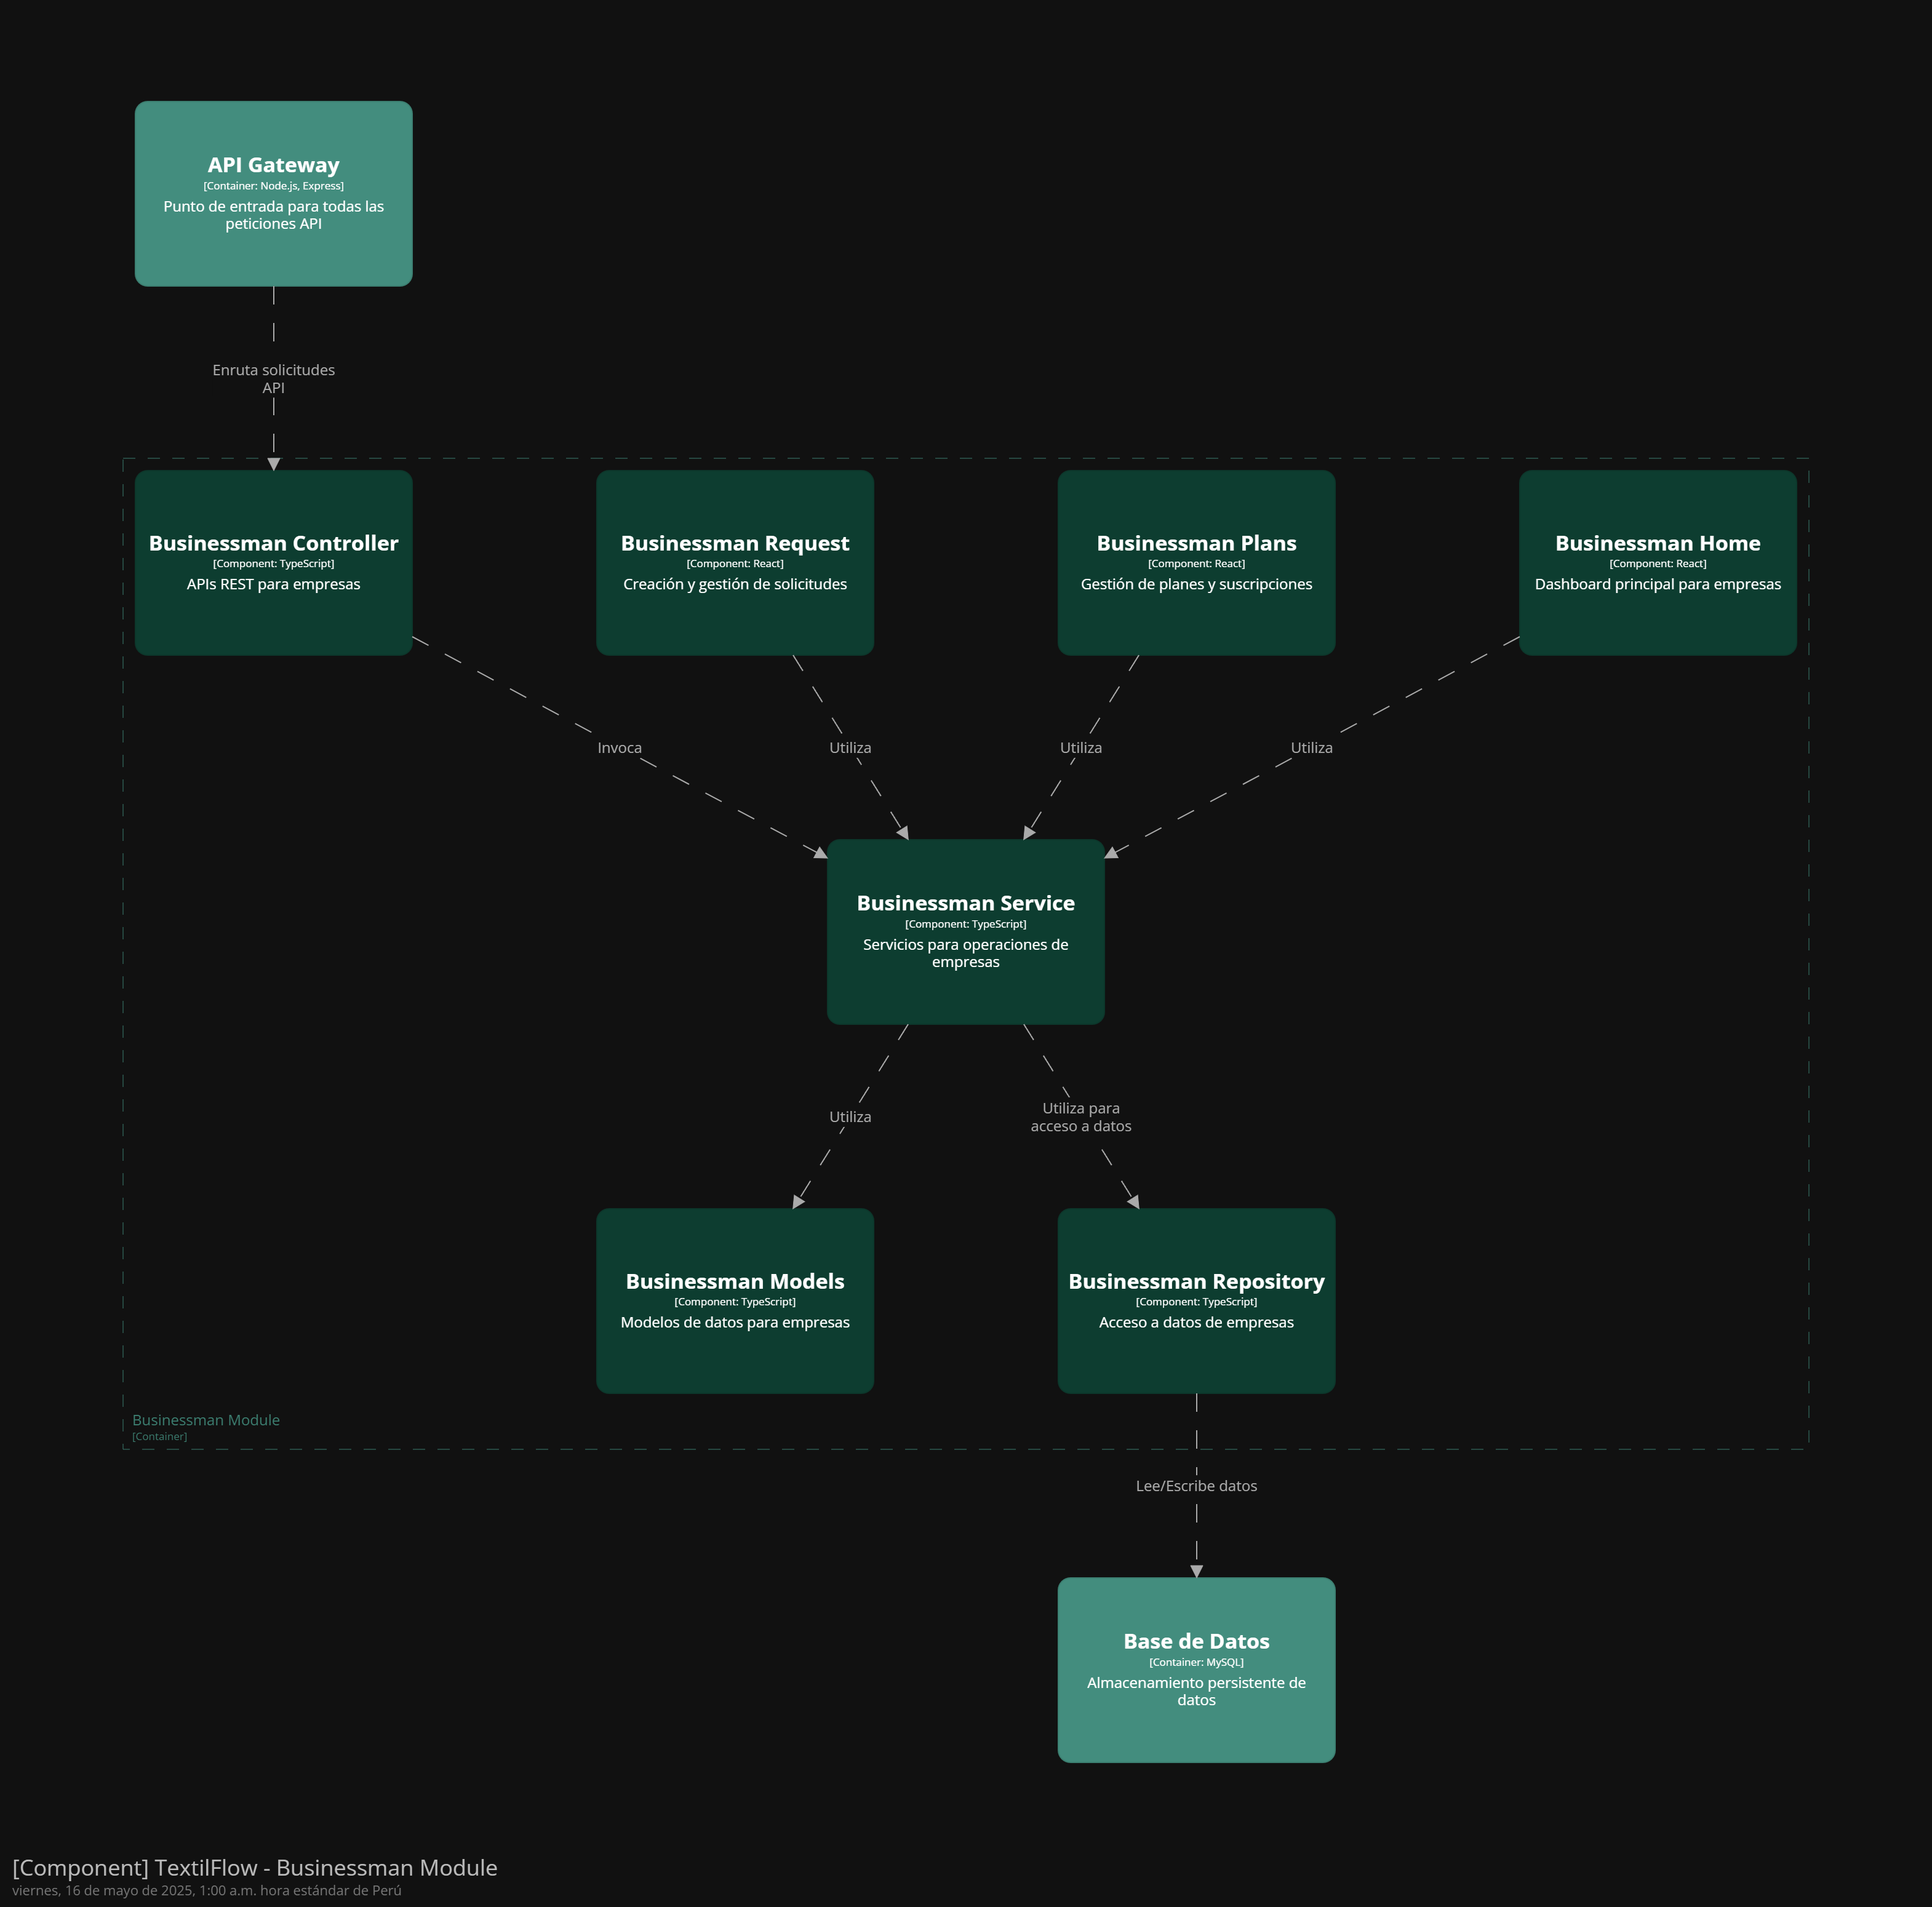 API Gateway
[Container: Node.js, Express]
Punto de entrada para todas las
peticiones API
Enruta solicitudes
API
Businessman Controller
[Component: TypeScript]
APIs REST para empresas
Businessman Request
[Component: React]
Creación y gestión de solicitudes
Businessman Plans
[Component: React]
Gestión de planes y suscripciones
Businessman Home
[Component: React]
Dashboard principal para empresas
Invoca
Utiliza
Utiliza
Utiliza
Businessman Service
[Component: TypeScript]
Servicios para operaciones de
empresas
Utiliza
Utiliza para
acceso a datos
Businessman Models
[Component: TypeScript]
Modelos de datos para empresas
Businessman Repository
[Component: TypeScript]
Acceso a datos de empresas
Businessman Module
[Container]
Lee/Escribe datos
Base de Datos
[Container: MySQL]
Almacenamiento persistente de
datos
[Component] TextilFlow - Businessman Module
viernes, 16 de mayo de 2025, 1:00 a.m. hora estándar de Perú